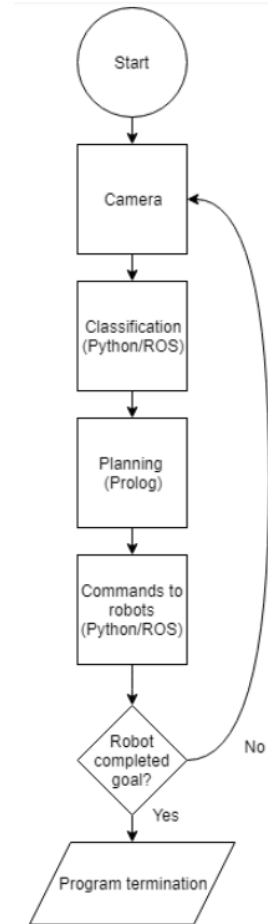 Start
Camera
Classification
(Python/ROS)
Planning
(Prolog)
Commands to
robots
(Python/ROS)
Robot
completed
goal?
No
Yes
Program termination